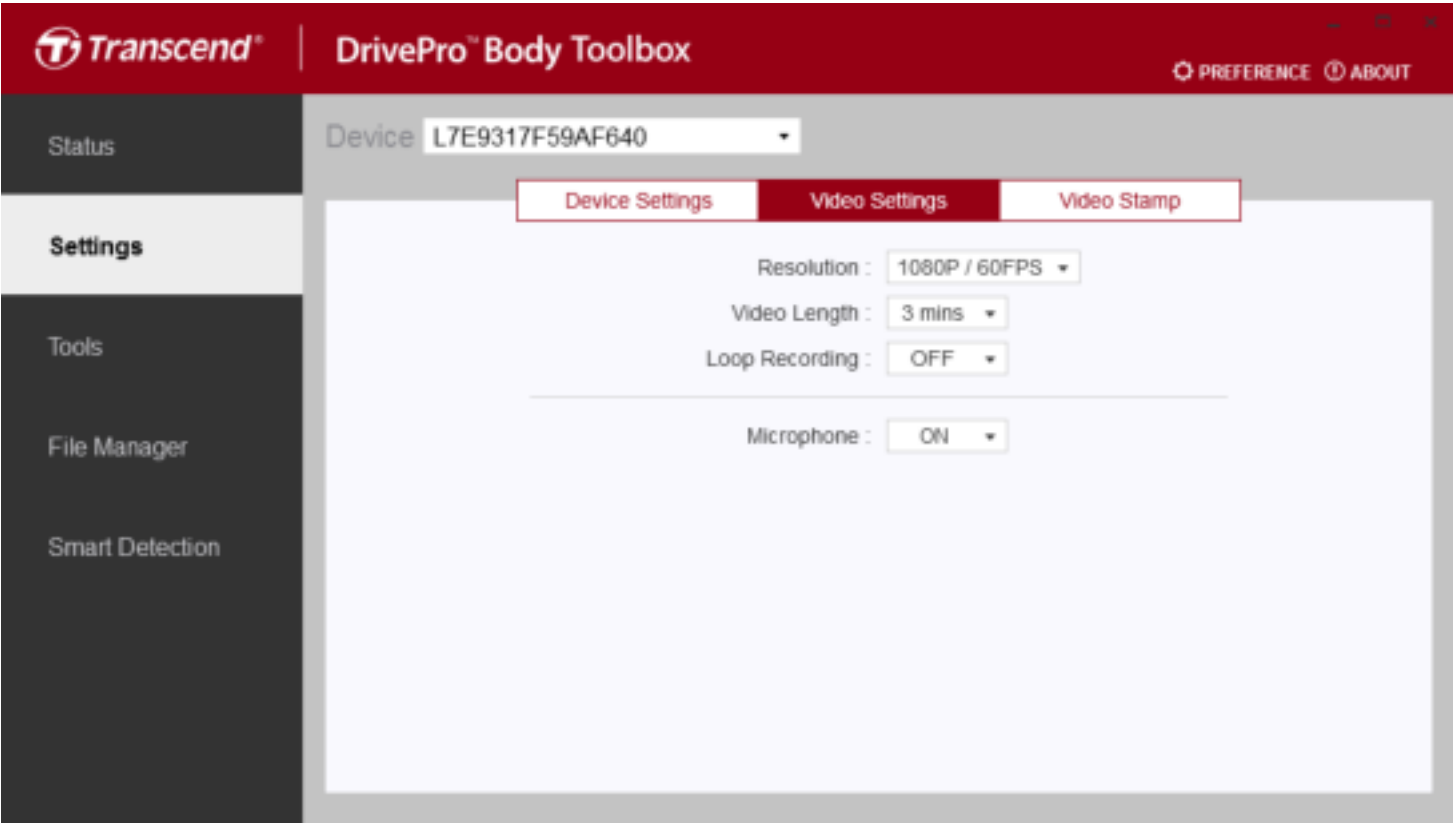 Transcend® DrivePro™ Body Toolbox
PREFERENCE ABOUT
Status
Settings
Tools
File Manager
Smart Detection
Device L7E9317F59AF640
Device Settings Video Settings Video Stamp
Resolution : 1080P / 60FPS
Video Length : 3 mins
Loop Recording : OFF
Microphone : ON